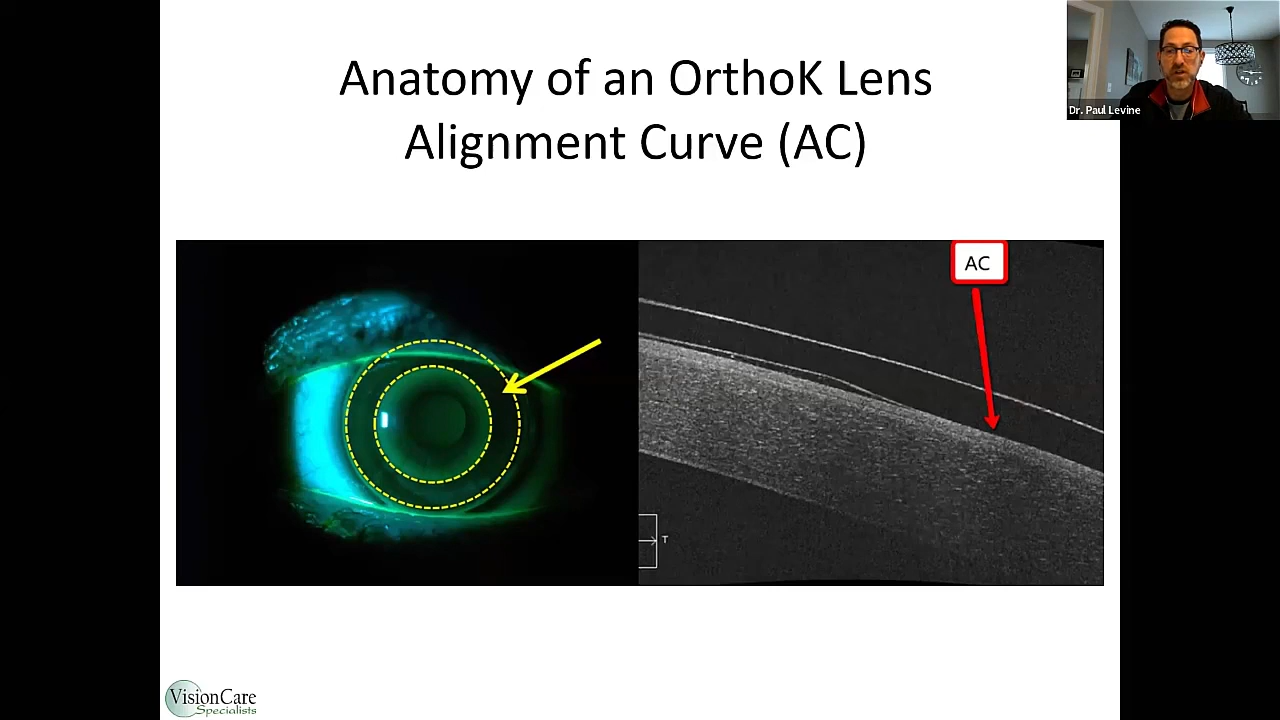 Anatomy of an OrthoK Lens
Alignment Curve (AC)
Dr. Paul Levine
AC
T
VisionCare
Specialists